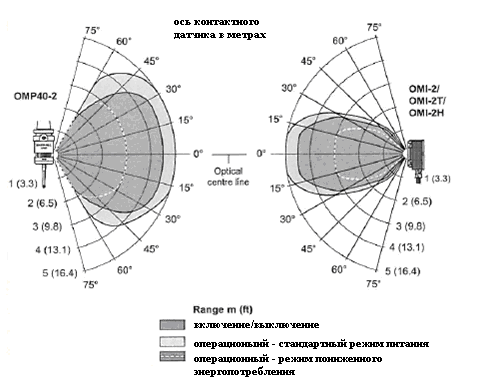 ось контактного
датчика в метрах
75°
60°
45°
30°
15°
0°
15°
30°
45°
60°
75°
OMP40-2
1 (3.3)
2 (6.5)
3 (9.8)
4 (13.1)
5 (16.4)
Optical
centre line
75°
60°
45°
30°
15°
0°
15°
30°
45°
60°
75°
OMI-2/
OMI-2T/
OMI-2H
1 (3.3)
2 (6.5)
3 (9.8)
4 (13.1)
5 (16.4)
Range m (ft)
включение/выключение
операционый - стандартный режим питания
операционный - режим пониженного
энергопотребления